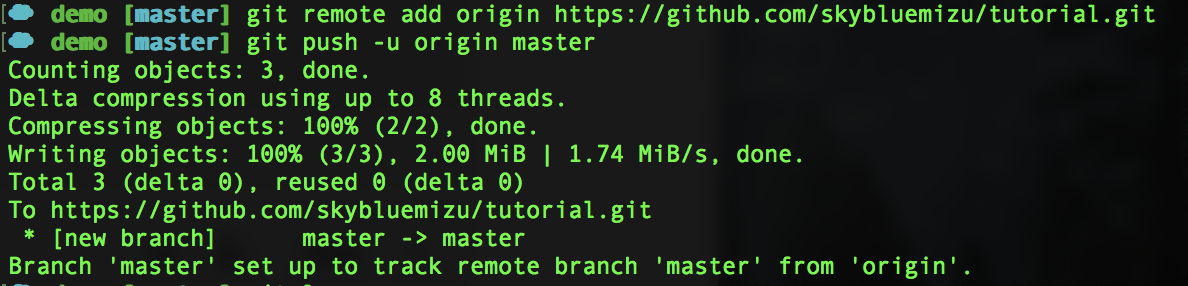 [ demo [master] git remote add origin https://github.com/skybluemizu/tutorial.git
[ demo [master] git push -u origin master
Counting objects: 3, done.
Delta compression using up to 8 threads.
Compressing objects: 100% (2/2), done.
Writing objects: 100% (3/3), 2.00 MiB | 1.74 MiB/s, done.
Total 3 (delta 0), reused 0 (delta 0)
To https://github.com/skybluemizu/tutorial.git
 * [new branch]      master -> master
Branch 'master' set up to track remote branch 'master' from 'origin'.